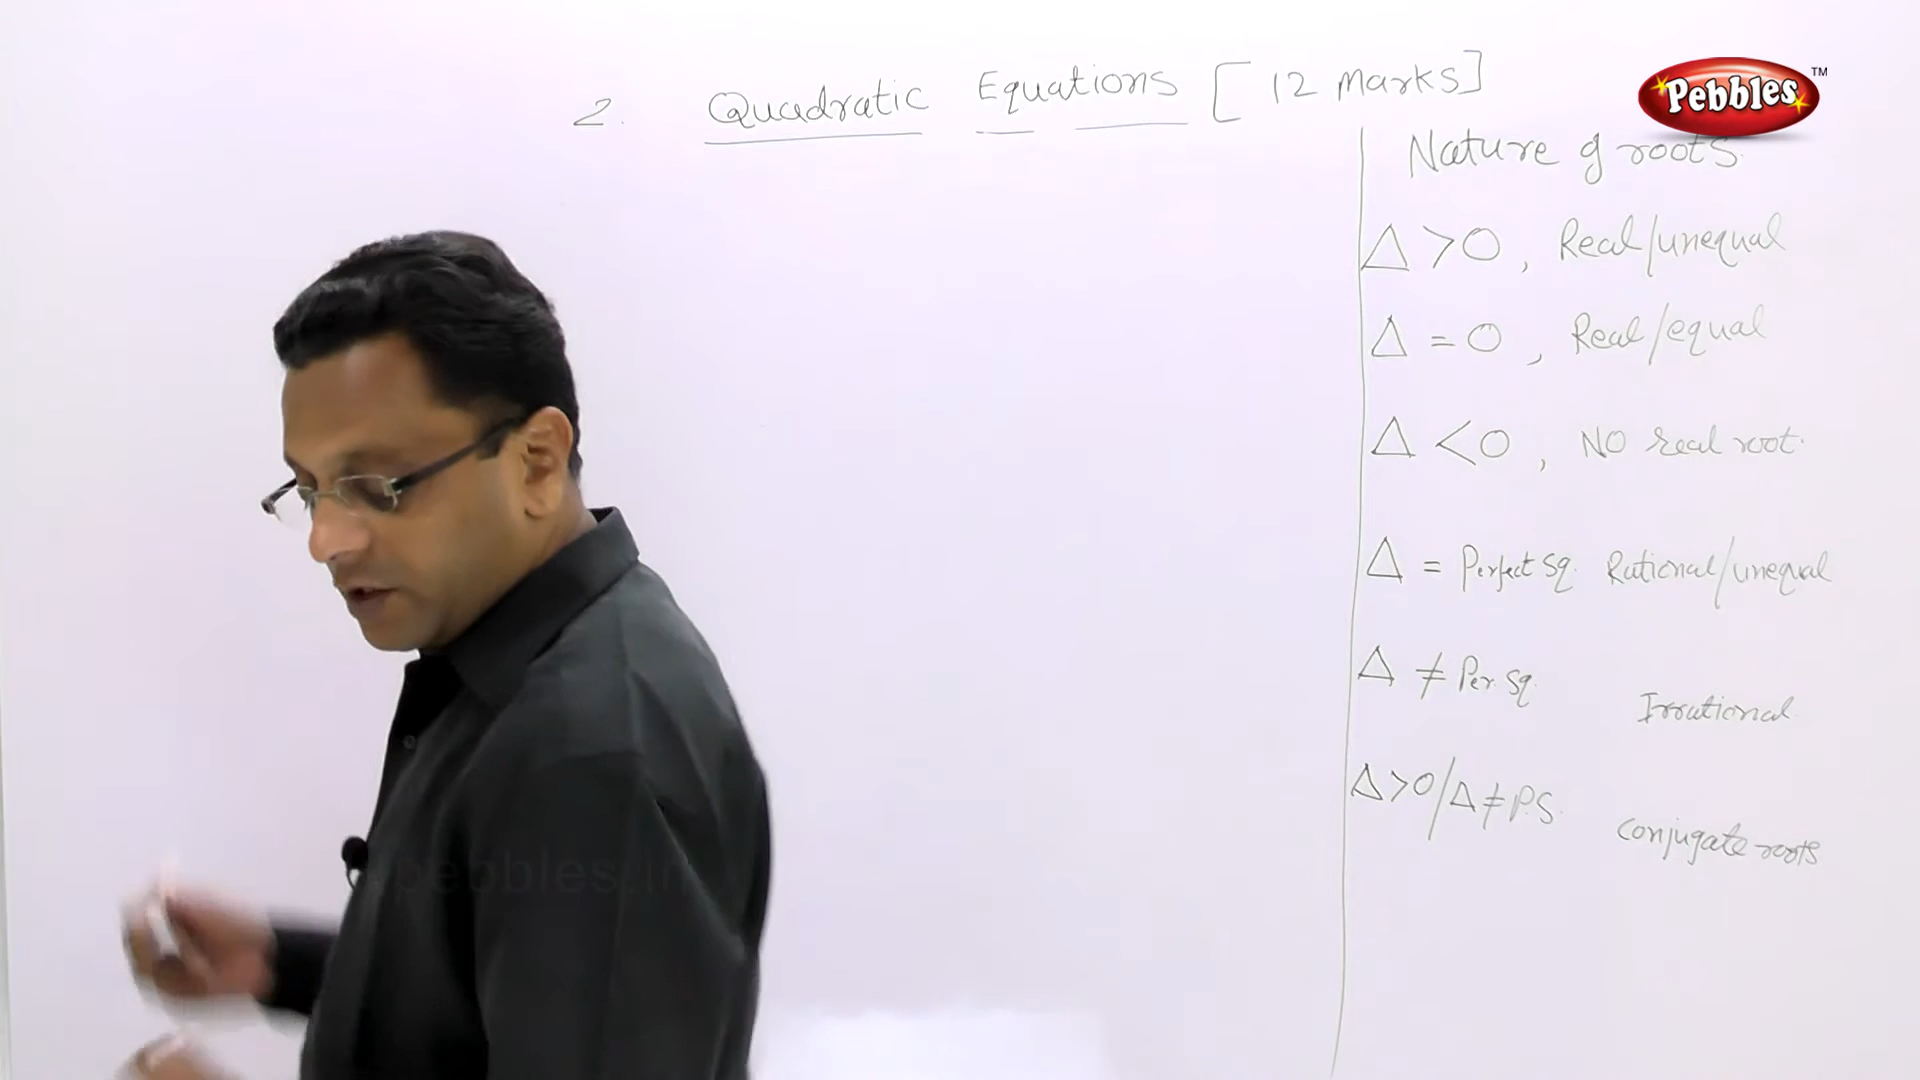 2. Quadratic Equations [ 12 marks]
Pebbles TM
Nature of roots.
Δ >0, Real/unequal
Δ = 0, Real/equal
Δ <0, NO real root.
Δ = Perfect Sq. Rational/unequal
Δ ≠ Per. Sq. Irrational
Δ>0/Δ≠P.S. Conjugate roots
pebbles.in